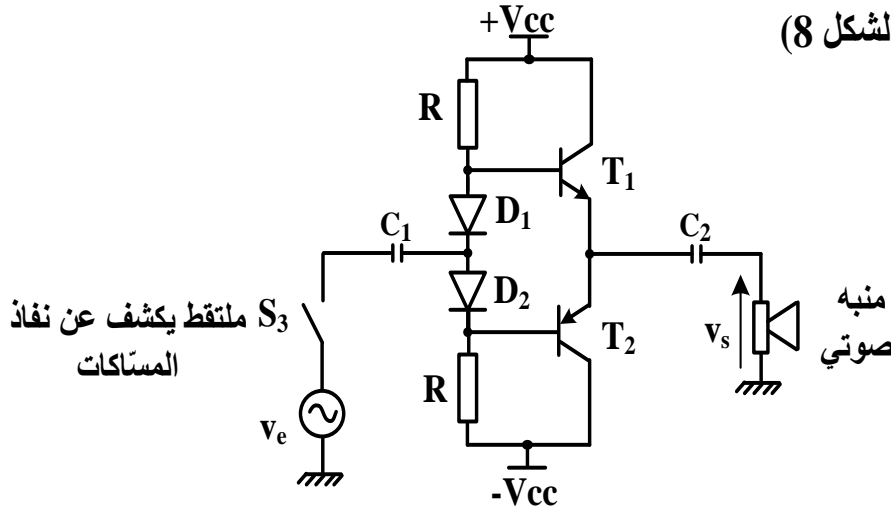 لشكل 8)
+Vcc
R
T1
D1
C1
C2
D2
S3 ملتقط يكشف عن نفاذ
المسّاكات
منبه
صوتي
vs
T2
R
ve
-Vcc